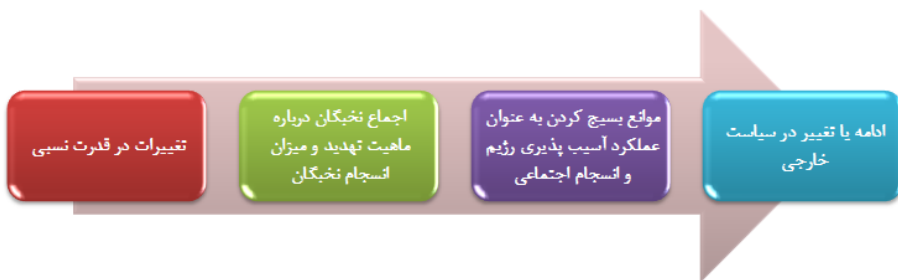 تغییرات در قدرت نسبی
اجماع نخبگان درباره
ماهیت تهدید و میزان
انسجام نخبگان
موانع بسیج کردن به عنوان
عملکرد آسیب پذیری رژیم
و انسجام اجتماعی
ادامه یا تغییر در سیاست
خارجی